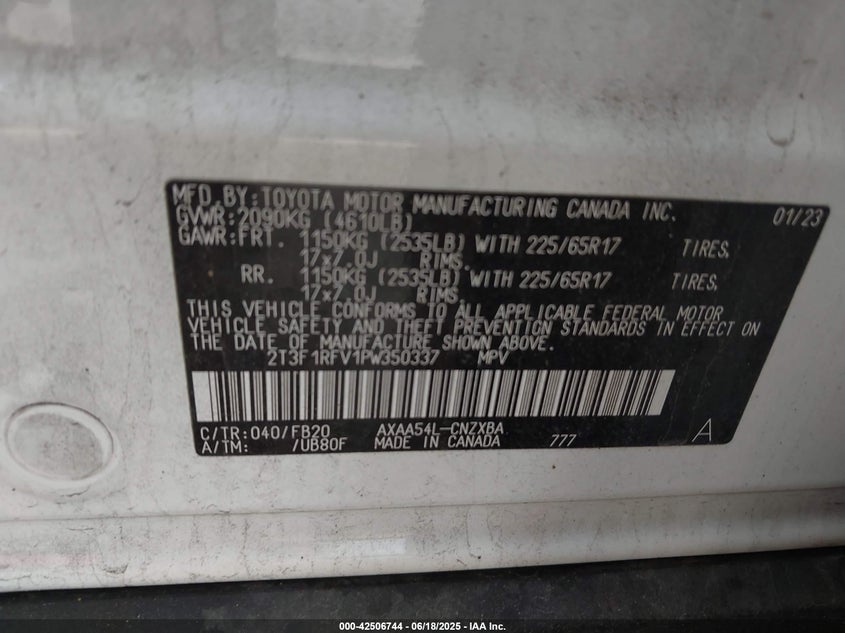 MFD.BY:TOYOTA MOTOR MANUFACTURING CANADA INC. 01/23
GVWR:2090KG (4610LB)
GAWR:FRT. 1150KG (2535LB) WITH 225/65R17 TIRES.
17x7.0J RIMS.
RR. 1150KG (2535LB) WITH 225/65R17 TIRES.
17x7.0J RIMS.
THIS VEHICLE CONFORMS TO ALL APPLICABLE FEDERAL MOTOR
VEHICLE SAFETY AND THEFT PREVENTION STANDARDS IN EFFECT ON
THE DATE OF MANUFACTURE SHOWN ABOVE.
2T3F1RFV1PW350337 MPV
C/TR:040/FB20 AXAA54L-CNZXBA
A/TM: /UB80F MADE IN CANADA 777 A
000-42506744 / 06/18/2025 / IAA Inc.